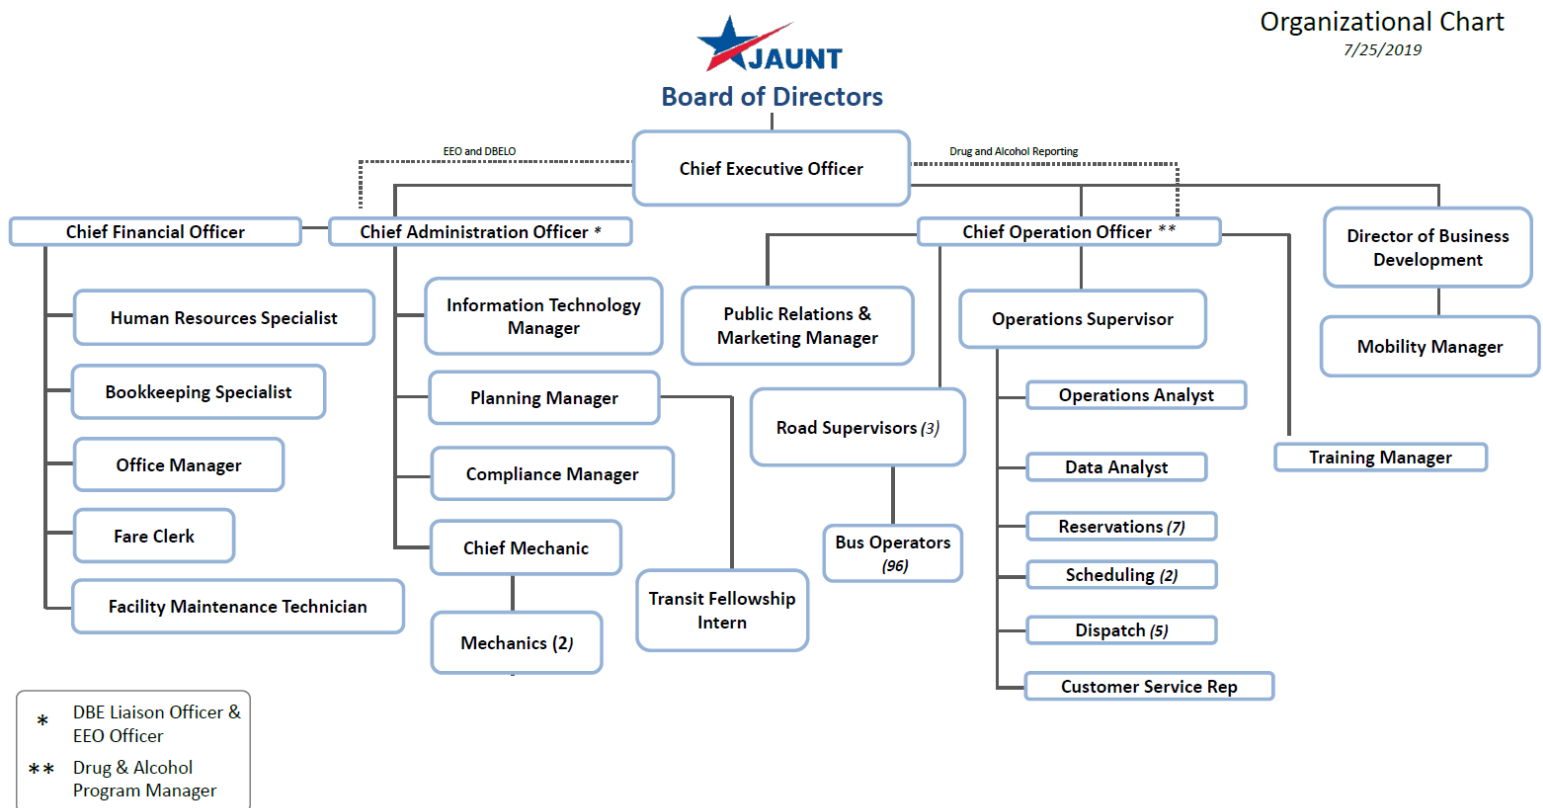 Organizational Chart
7/25/2019
JAUNT
Board of Directors
EEO and DBELO
Chief Executive Officer
Drug and Alcohol Reporting
Chief Financial Officer
Chief Administration Officer *
Chief Operation Officer **
Director of Business
Development
Human Resources Specialist
Bookkeeping Specialist
Office Manager
Fare Clerk
Facility Maintenance Technician
Information Technology
Manager
Planning Manager
Compliance Manager
Chief Mechanic
Mechanics (2)
Transit Fellowship
Intern
Public Relations &
Marketing Manager
Road Supervisors (3)
Bus Operators
(96)
Operations Supervisor
Operations Analyst
Data Analyst
Reservations (7)
Scheduling (2)
Dispatch (5)
Customer Service Rep
Training Manager
Mobility Manager
* DBE Liaison Officer &
EEO Officer
** Drug & Alcohol
Program Manager